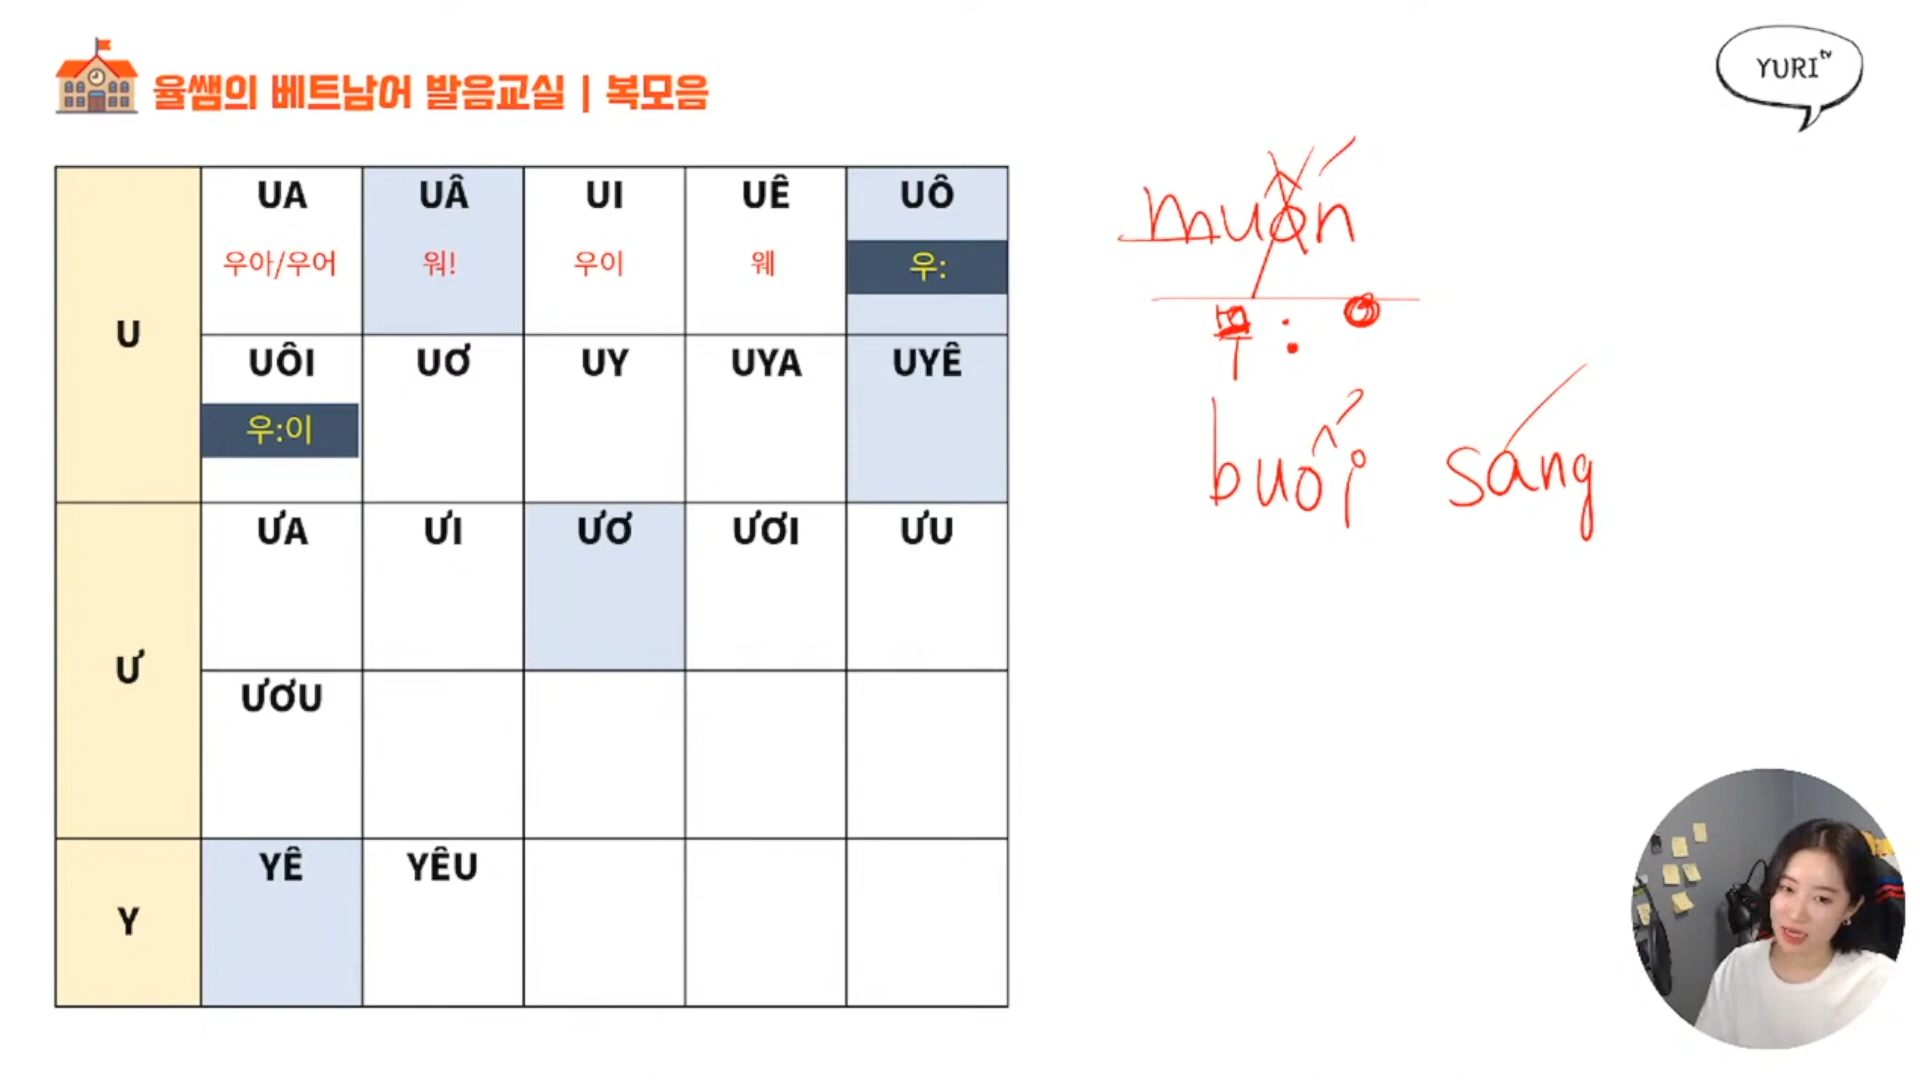 율쌤의 베트남어 발음교실 | 복모음
YURI tv
U
UA UÂ UI UÊ UÔ
우아/우어 워! 우이 웨 우:
UÔI UƠ UY UYA UYÊ
우:이
Ư
ƯA ƯI ƯƠ ƯƠI ƯU
ƯƠU
Y
YÊ YÊU
muốn
buổi sáng